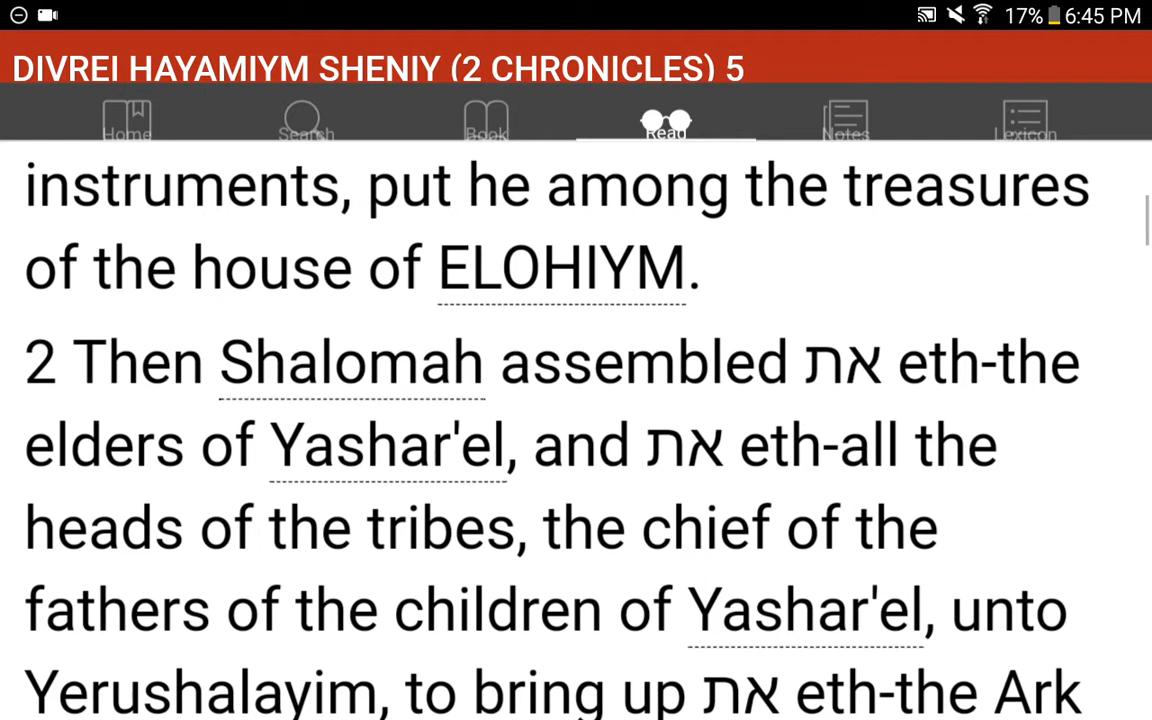 17% 6:45 PM
DIVREI HAYAMIYM SHENIY (2 CHRONICLES) 5
Home Search Book Read Notes Lexicon
instruments, put he among the treasures
of the house of ELOHIYM.
2 Then Shalomah assembled את eth-the
elders of Yashar'el, and את eth-all the
heads of the tribes, the chief of the
fathers of the children of Yashar'el, unto
Yerushalayim, to bring up את eth-the Ark